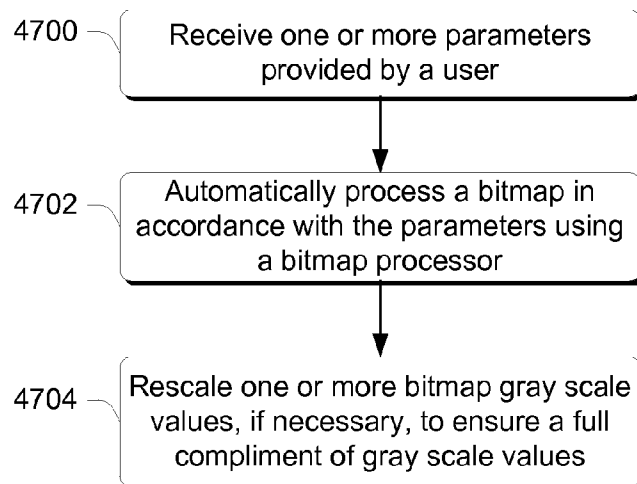 4700
Receive one or more parameters
provided by a user
4702
Automatically process a bitmap in
accordance with the parameters using
a bitmap processor
4704
Rescale one or more bitmap gray scale
values, if necessary, to ensure a full
compliment of gray scale values